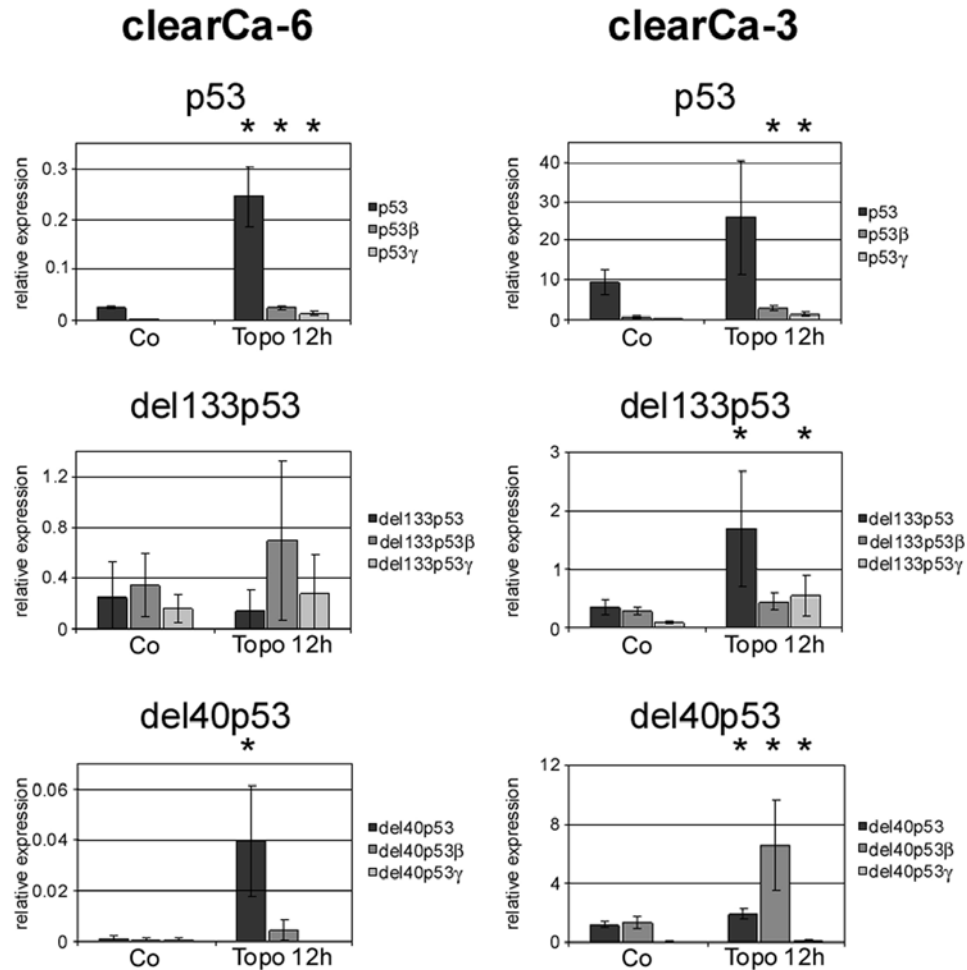 clearCa-6
p53
* * *
relative expression
0.3
0.2
0.1
0
Co
Topo 12h
p53
p53β
p53γ
del133p53
relative expression
1.2
0.8
0.4
0
Co
Topo 12h
del133p53
del133p53β
del133p53γ
del40p53
*
relative expression
0.06
0.04
0.02
0
Co
Topo 12h
del40p53
del40p53β
del40p53γ
clearCa-3
p53
* *
relative expression
40
30
20
10
0
Co
Topo 12h
p53
p53β
p53γ
del133p53
* *
relative expression
3
2
1
0
Co
Topo 12h
del133p53
del133p53β
del133p53γ
del40p53
* * *
relative expression
12
8
4
0
Co
Topo 12h
del40p53
del40p53β
del40p53γ